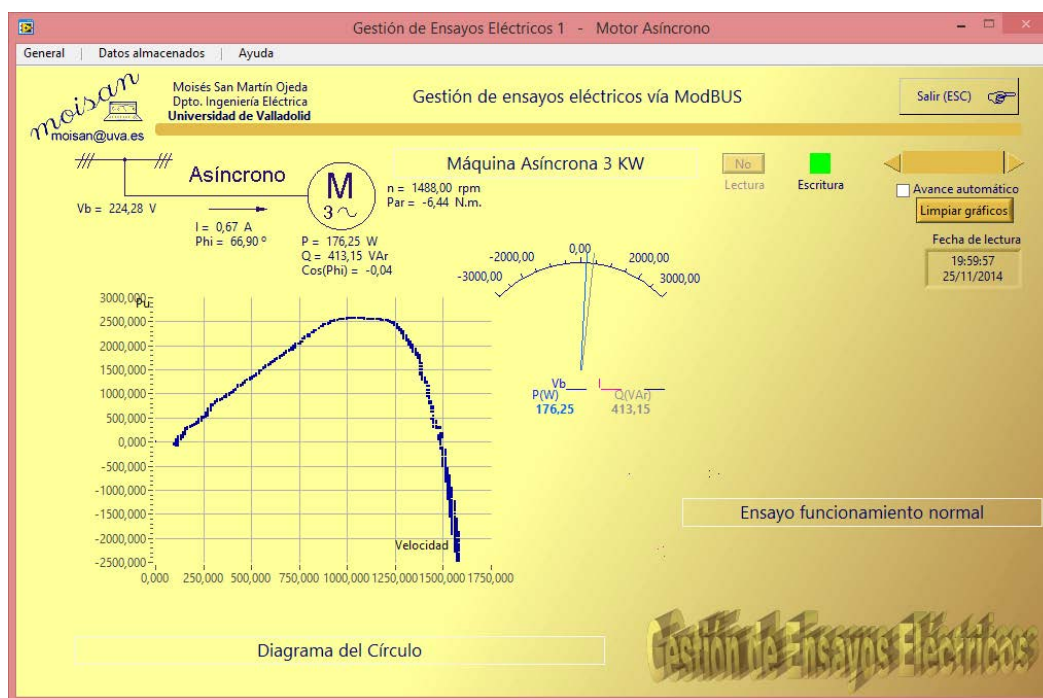 Gestión de Ensayos Eléctricos 1 - Motor Asíncrono
General | Datos almacenados | Ayuda
moisan
moisan@uva.es
Moisés San Martín Ojeda
Dpto. Ingeniería Eléctrica
Universidad de Valladolid
Gestión de ensayos eléctricos vía ModBUS
Salir (ESC)
Asíncrono
Vb = 224,28 V
I = 0,67 A
Phi = 66,90 º
M
3
n = 1488,00 rpm
Par = -6,44 N.m.
P = 176,25 W
Q = 413,15 VAr
Cos(Phi) = -0,04
Máquina Asíncrona 3 KW
No
Lectura
Escritura
Avance automático
Limpiar gráficos
Fecha de lectura
19:59:57
25/11/2014
-3000,00
-2000,00
0,00
2000,00
3000,00
Vb I
P(W) Q(VAr)
176,25 413,15
3000,000
Pu
2500,000
2000,000
1500,000
1000,000
500,000
0,000
-500,000
-1000,000
-1500,000
-2000,000
-2500,000
Velocidad
0,000 250,000 500,000 750,000 1000,000 1250,000 1500,000 1750,000
Ensayo funcionamiento normal
Diagrama del Círculo
Gestión de Ensayos Eléctricos